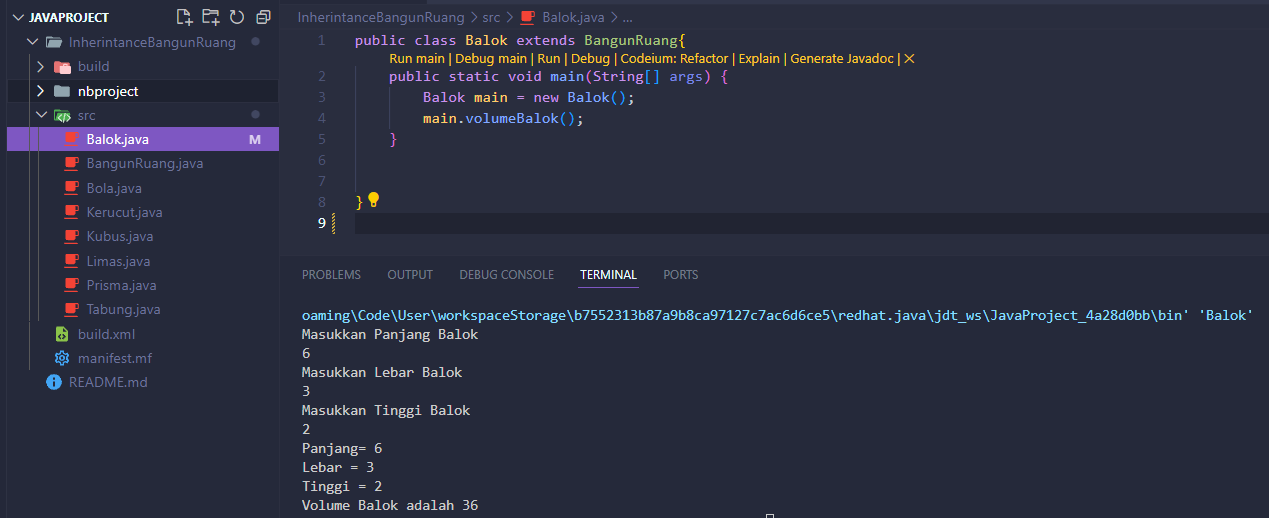 JAVAPROJECT
InherintanceBangunRuang
build
nbproject
src
Balok.java M
BangunRuang.java
Bola.java
Kerucut.java
Kubus.java
Limas.java
Prisma.java
Tabung.java
build.xml
manifest.mf
README.md
InherintanceBangunRuang > src > Balok.java > ...
1 public class Balok extends BangunRuang{
Run main | Debug main | Run | Debug | Codeium: Refactor | Explain | Generate Javadoc | ×
2 public static void main(String[] args) {
3 Balok main = new Balok();
4 main.volumeBalok();
5 }
6
7
8 }
9
PROBLEMS OUTPUT DEBUG CONSOLE TERMINAL PORTS
oaming\Code\User\workspaceStorage\b7552313b87a9b8ca97127c7ac6d6ce5\redhat.java\jdt_ws\JavaProject_4a28d0bb\bin' 'Balok'
Masukkan Panjang Balok
6
Masukkan Lebar Balok
3
Masukkan Tinggi Balok
2
Panjang= 6
Lebar = 3
Tinggi = 2
Volume Balok adalah 36